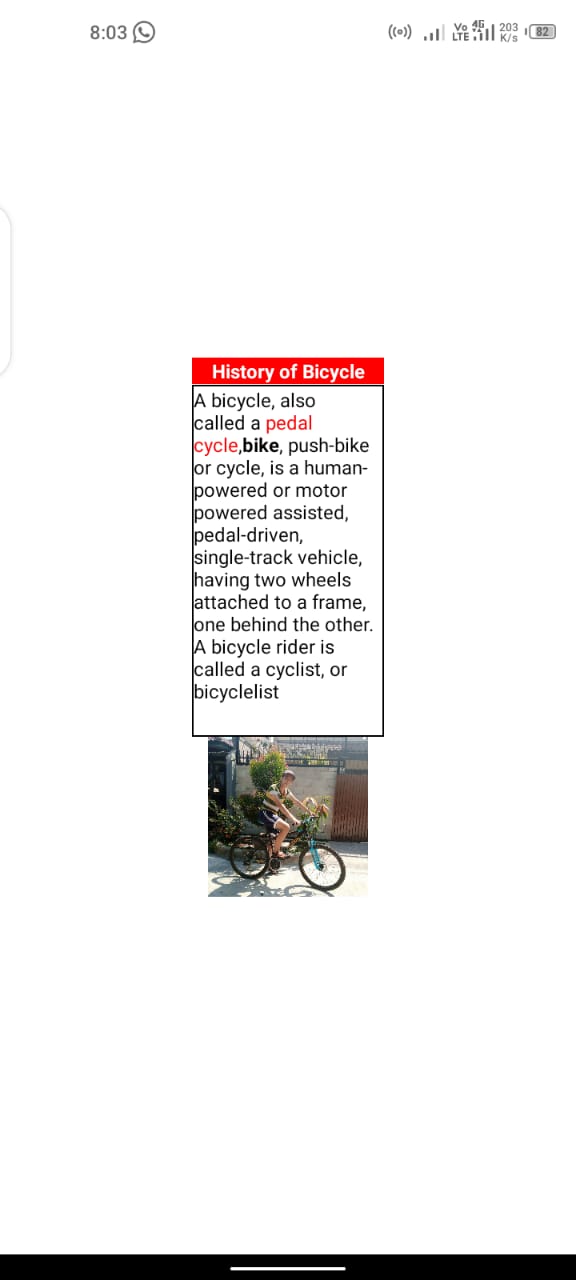 8:03
Vo LTE 4G 203 K/s 82
History of Bicycle
A bicycle, also
called a pedal
cycle,bike, push-bike
or cycle, is a human-
powered or motor
powered assisted,
pedal-driven,
single-track vehicle,
having two wheels
attached to a frame,
one behind the other.
A bicycle rider is
called a cyclist, or
bicyclelist